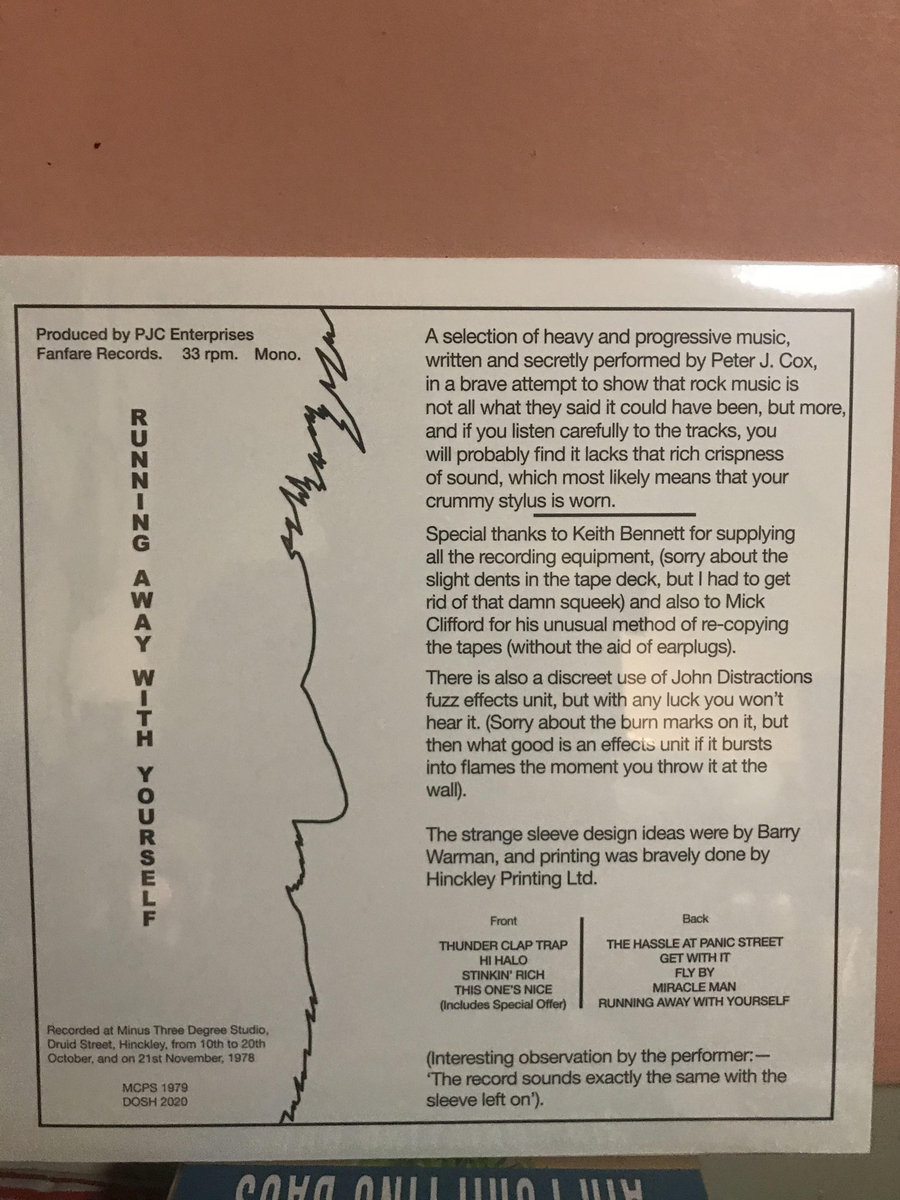 Produced by PJC Enterprises
Fanfare Records. 33 rpm. Mono.
RUNNING AWAY WITH YOURSELF
Recorded at Minus Three Degree Studio,
Druid Street, Hinckley, from 10th to 20th
October, and on 21st November, 1978
MCPS 1979
DOSH 2020
A selection of heavy and progressive music,
written and secretly performed by Peter J. Cox,
in a brave attempt to show that rock music is
not all what they said it could have been, but more,
and if you listen carefully to the tracks, you
will probably find it lacks that rich crispness
of sound, which most likely means that your
crummy stylus is worn.
Special thanks to Keith Bennett for supplying
all the recording equipment, (sorry about the
slight dents in the tape deck, but I had to get
rid of that damn squeek) and also to Mick
Clifford for his unusual method of re-copying
the tapes (without the aid of earplugs).
There is also a discreet use of John Distractions
fuzz effects unit, but with any luck you won't
hear it. (Sorry about the burn marks on it, but
then what good is an effects unit if it bursts
into flames the moment you throw it at the
wall).
The strange sleeve design ideas were by Barry
Warman, and printing was bravely done by
Hinckley Printing Ltd.
Front
THUNDER CLAP TRAP
HI HALO
STINKIN' RICH
THIS ONE'S NICE
(Includes Special Offer)
Back
THE HASSLE AT PANIC STREET
GET WITH IT
FLY BY
MIRACLE MAN
RUNNING AWAY WITH YOURSELF
(Interesting observation by the performer:—
'The record sounds exactly the same with the
sleeve left on').